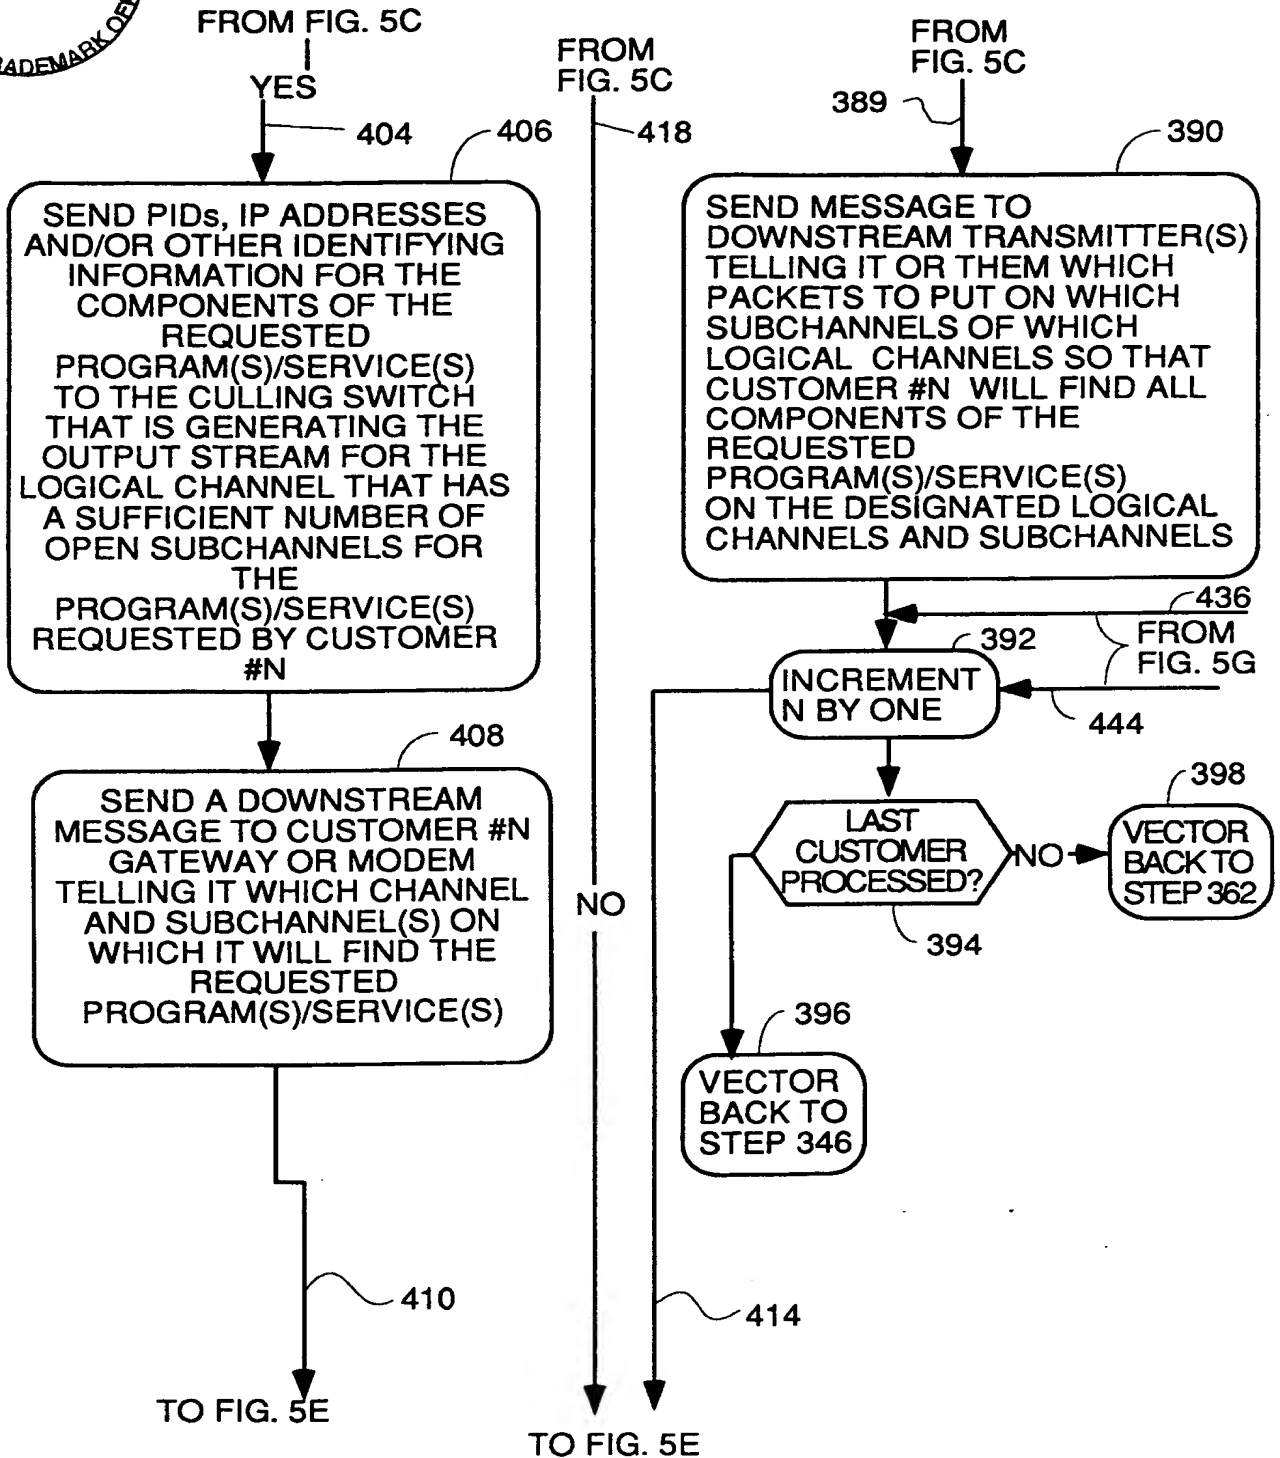 RADEMARK OFF
FROM FIG. 5C
YES
404
406
SEND PIDs, IP ADDRESSES
AND/OR OTHER IDENTIFYING
INFORMATION FOR THE
COMPONENTS OF THE
REQUESTED
PROGRAM(S)/SERVICE(S)
TO THE CULLING SWITCH
THAT IS GENERATING THE
OUTPUT STREAM FOR THE
LOGICAL CHANNEL THAT HAS
A SUFFICIENT NUMBER OF
OPEN SUBCHANNELS FOR
THE
PROGRAM(S)/SERVICE(S)
REQUESTED BY CUSTOMER
#N
408
SEND A DOWNSTREAM
MESSAGE TO CUSTOMER #N
GATEWAY OR MODEM
TELLING IT WHICH CHANNEL
AND SUBCHANNEL(S) ON
WHICH IT WILL FIND THE
REQUESTED
PROGRAM(S)/SERVICE(S)
410
TO FIG. 5E
FROM
FIG. 5C
418
NO
TO FIG. 5E
FROM
FIG. 5C
389
390
SEND MESSAGE TO
DOWNSTREAM TRANSMITTER(S)
TELLING IT OR THEM WHICH
PACKETS TO PUT ON WHICH
SUBCHANNELS OF WHICH
LOGICAL CHANNELS SO THAT
CUSTOMER #N WILL FIND ALL
COMPONENTS OF THE
REQUESTED
PROGRAM(S)/SERVICE(S)
ON THE DESIGNATED LOGICAL
CHANNELS AND SUBCHANNELS
436
FROM
FIG. 5G
392
INCREMENT
N BY ONE
444
LAST
CUSTOMER
PROCESSED?
394
NO
398
VECTOR
BACK TO
STEP 362
396
VECTOR
BACK TO
STEP 346
414